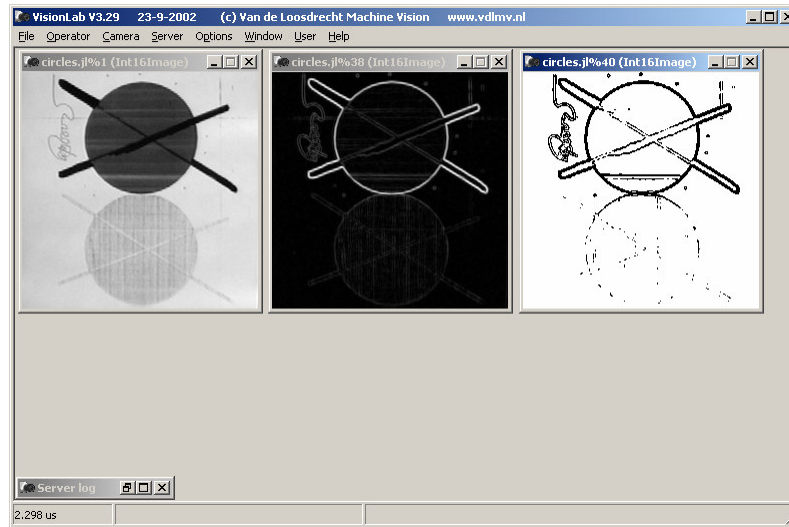 VisionLab V3.29 23-9-2002 (c) Van de Loosdrecht Machine Vision www.vdlmv.nl
File Operator Camera Server Options Window User Help
circles.jl%1 (Int16Image)
circles.jl%38 (Int16Image)
circles.jl%40 (Int16Image)
Server log
2.298 us